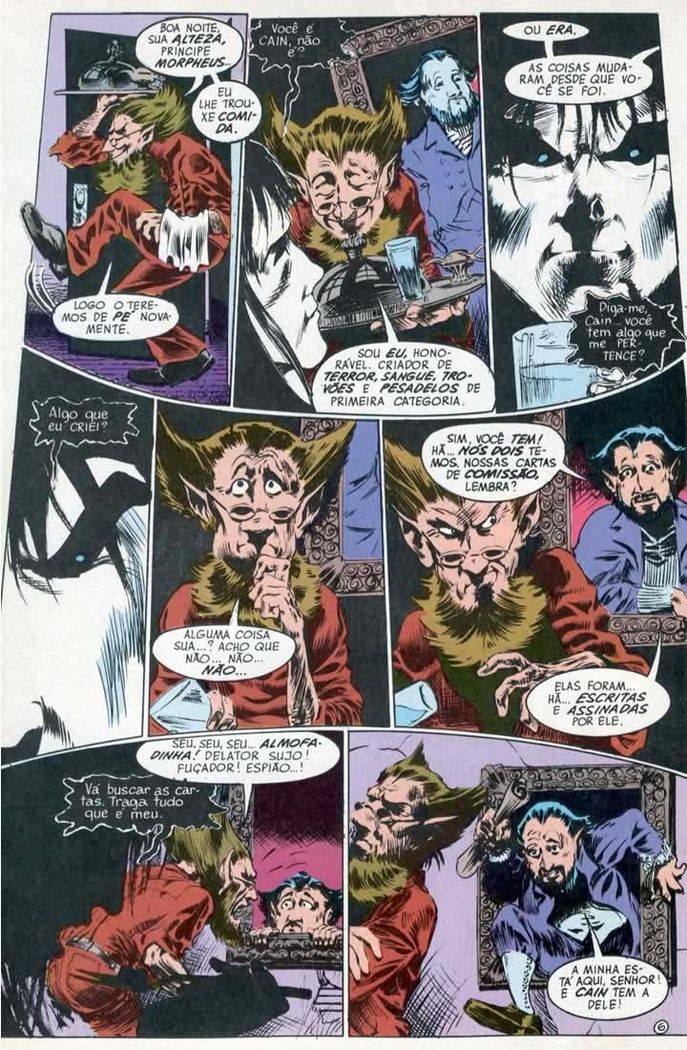 BOA NOITE,
SUA ALTEZA,
PRÍNCIPE
MORPHEUS...
EU
LHE TROU-
XE COMI-
DA.
LOGO O TERE-
MOS DE PÉ NOVA-
MENTE.
VOCÊ É
CAIN, NÃO
É?
SOU EU, HONO-
RÁVEL. CRIADOR DE
TERROR, SANGUE, TRO-
VÕES E PESADELOS DE
PRIMEIRA CATEGORIA.
OU ERA.
AS COISAS MUDA-
RAM DESDE QUE VO-
CÊ SE FOI.
Diga-me,
Cain... você
tem algo que
me PER-
TENCE?
Algo que
eu CRIEI?
ALGUMA COISA
SUA...? ACHO QUE
NÃO... NÃO...
NÃO...
SIM, VOCÊ TEM!
HÃ... NÓS DOIS TE-
MOS. NOSSAS CARTAS
DE COMISSÃO,
LEMBRA?
ELAS FORAM...
HÃ... ESCRITAS
E ASSINADAS
POR ELE.
SEU, SEU, SEU... ALMOFA-
DINHA! DELATOR SUJO!
FUÇADOR! ESPIÃO...!
Vá buscar as car-
tas. Traga tudo
que é meu.
A MINHA ES-
TÁ AQUI, SENHOR!
E CAIN TEM A
DELE!
6